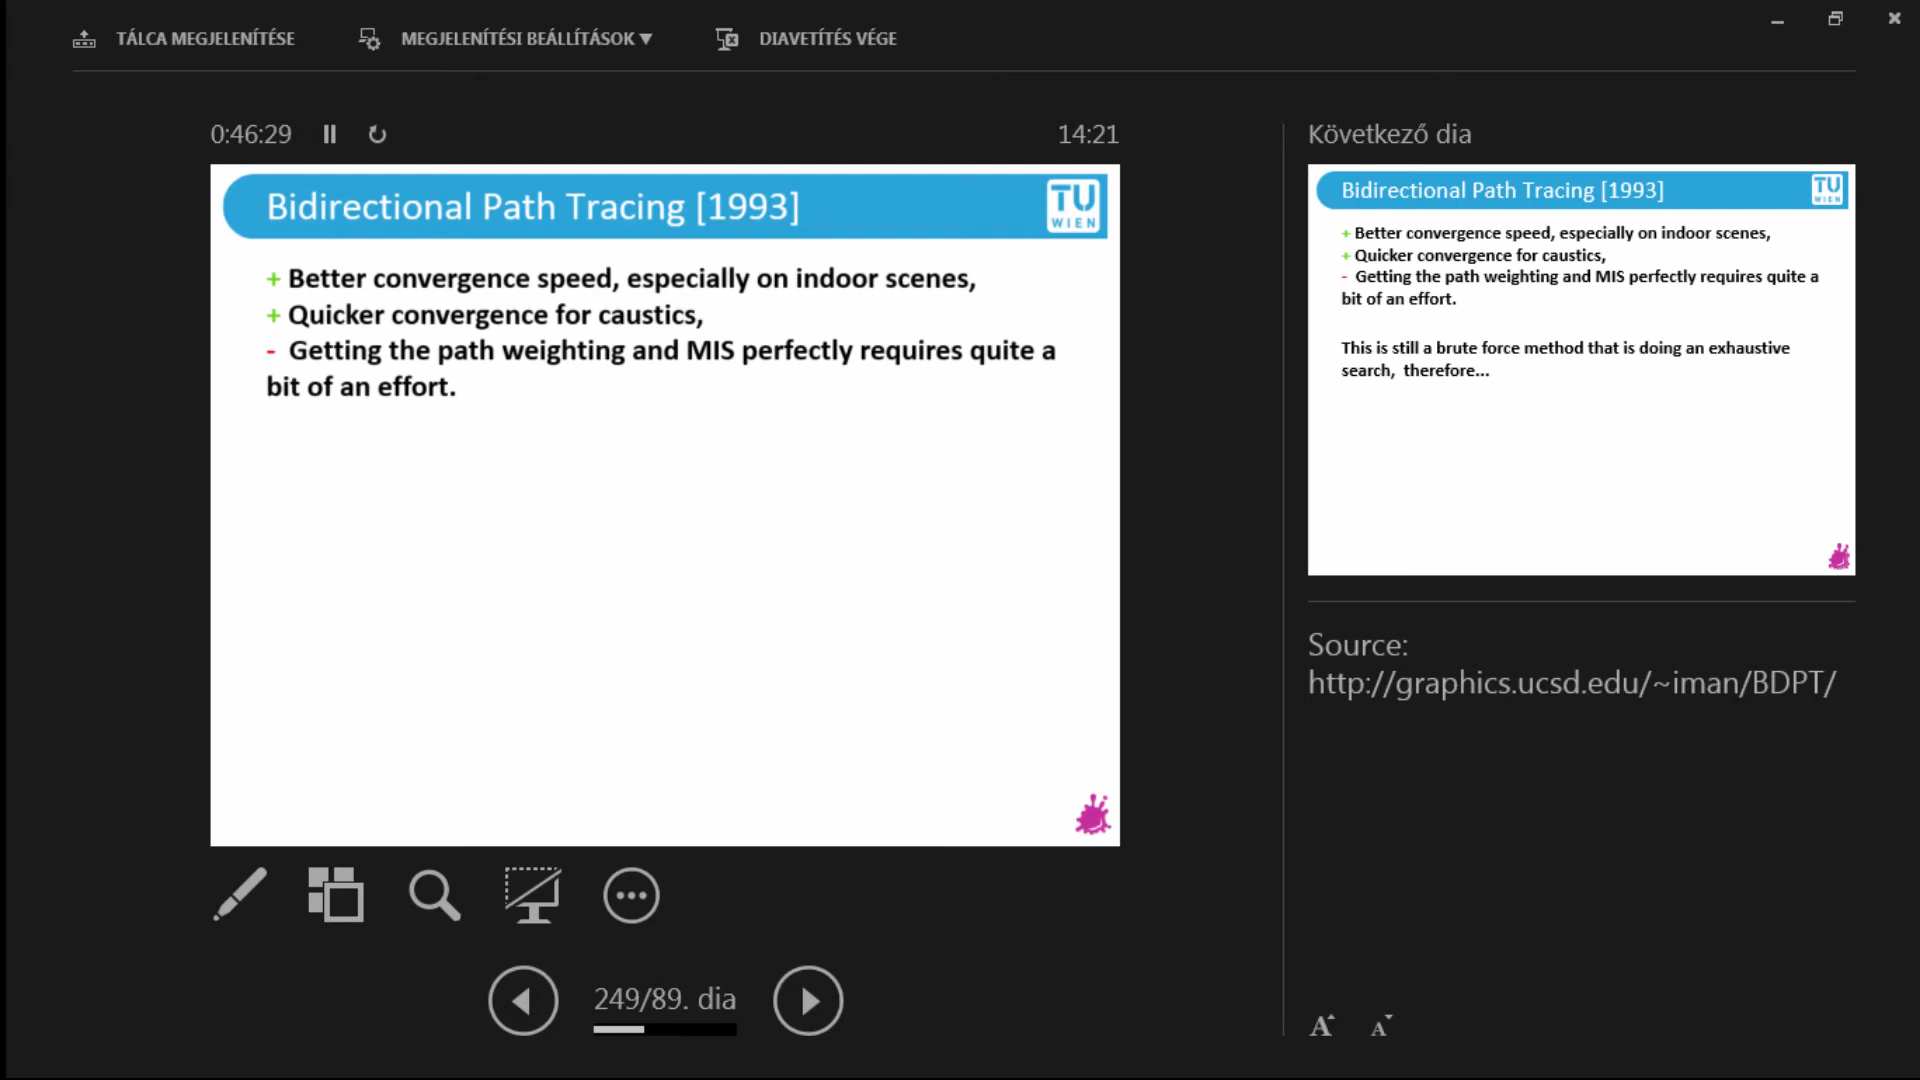 TÁLCA MEGJELENÍTÉSE
MEGJELENÍTÉSI BEÁLLÍTÁSOK ▼
DIAVETÍTÉS VÉGE
0:46:29
14:21
Bidirectional Path Tracing [1993]
TU
WIEN
+ Better convergence speed, especially on indoor scenes,
+ Quicker convergence for caustics,
- Getting the path weighting and MIS perfectly requires quite a
bit of an effort.
249/89. dia
Következő dia
Bidirectional Path Tracing [1993]
TU
WIEN
+ Better convergence speed, especially on indoor scenes,
+ Quicker convergence for caustics,
- Getting the path weighting and MIS perfectly requires quite a
bit of an effort.
This is still a brute force method that is doing an exhaustive
search, therefore...
Source:
http://graphics.ucsd.edu/~iman/BDPT/
A A